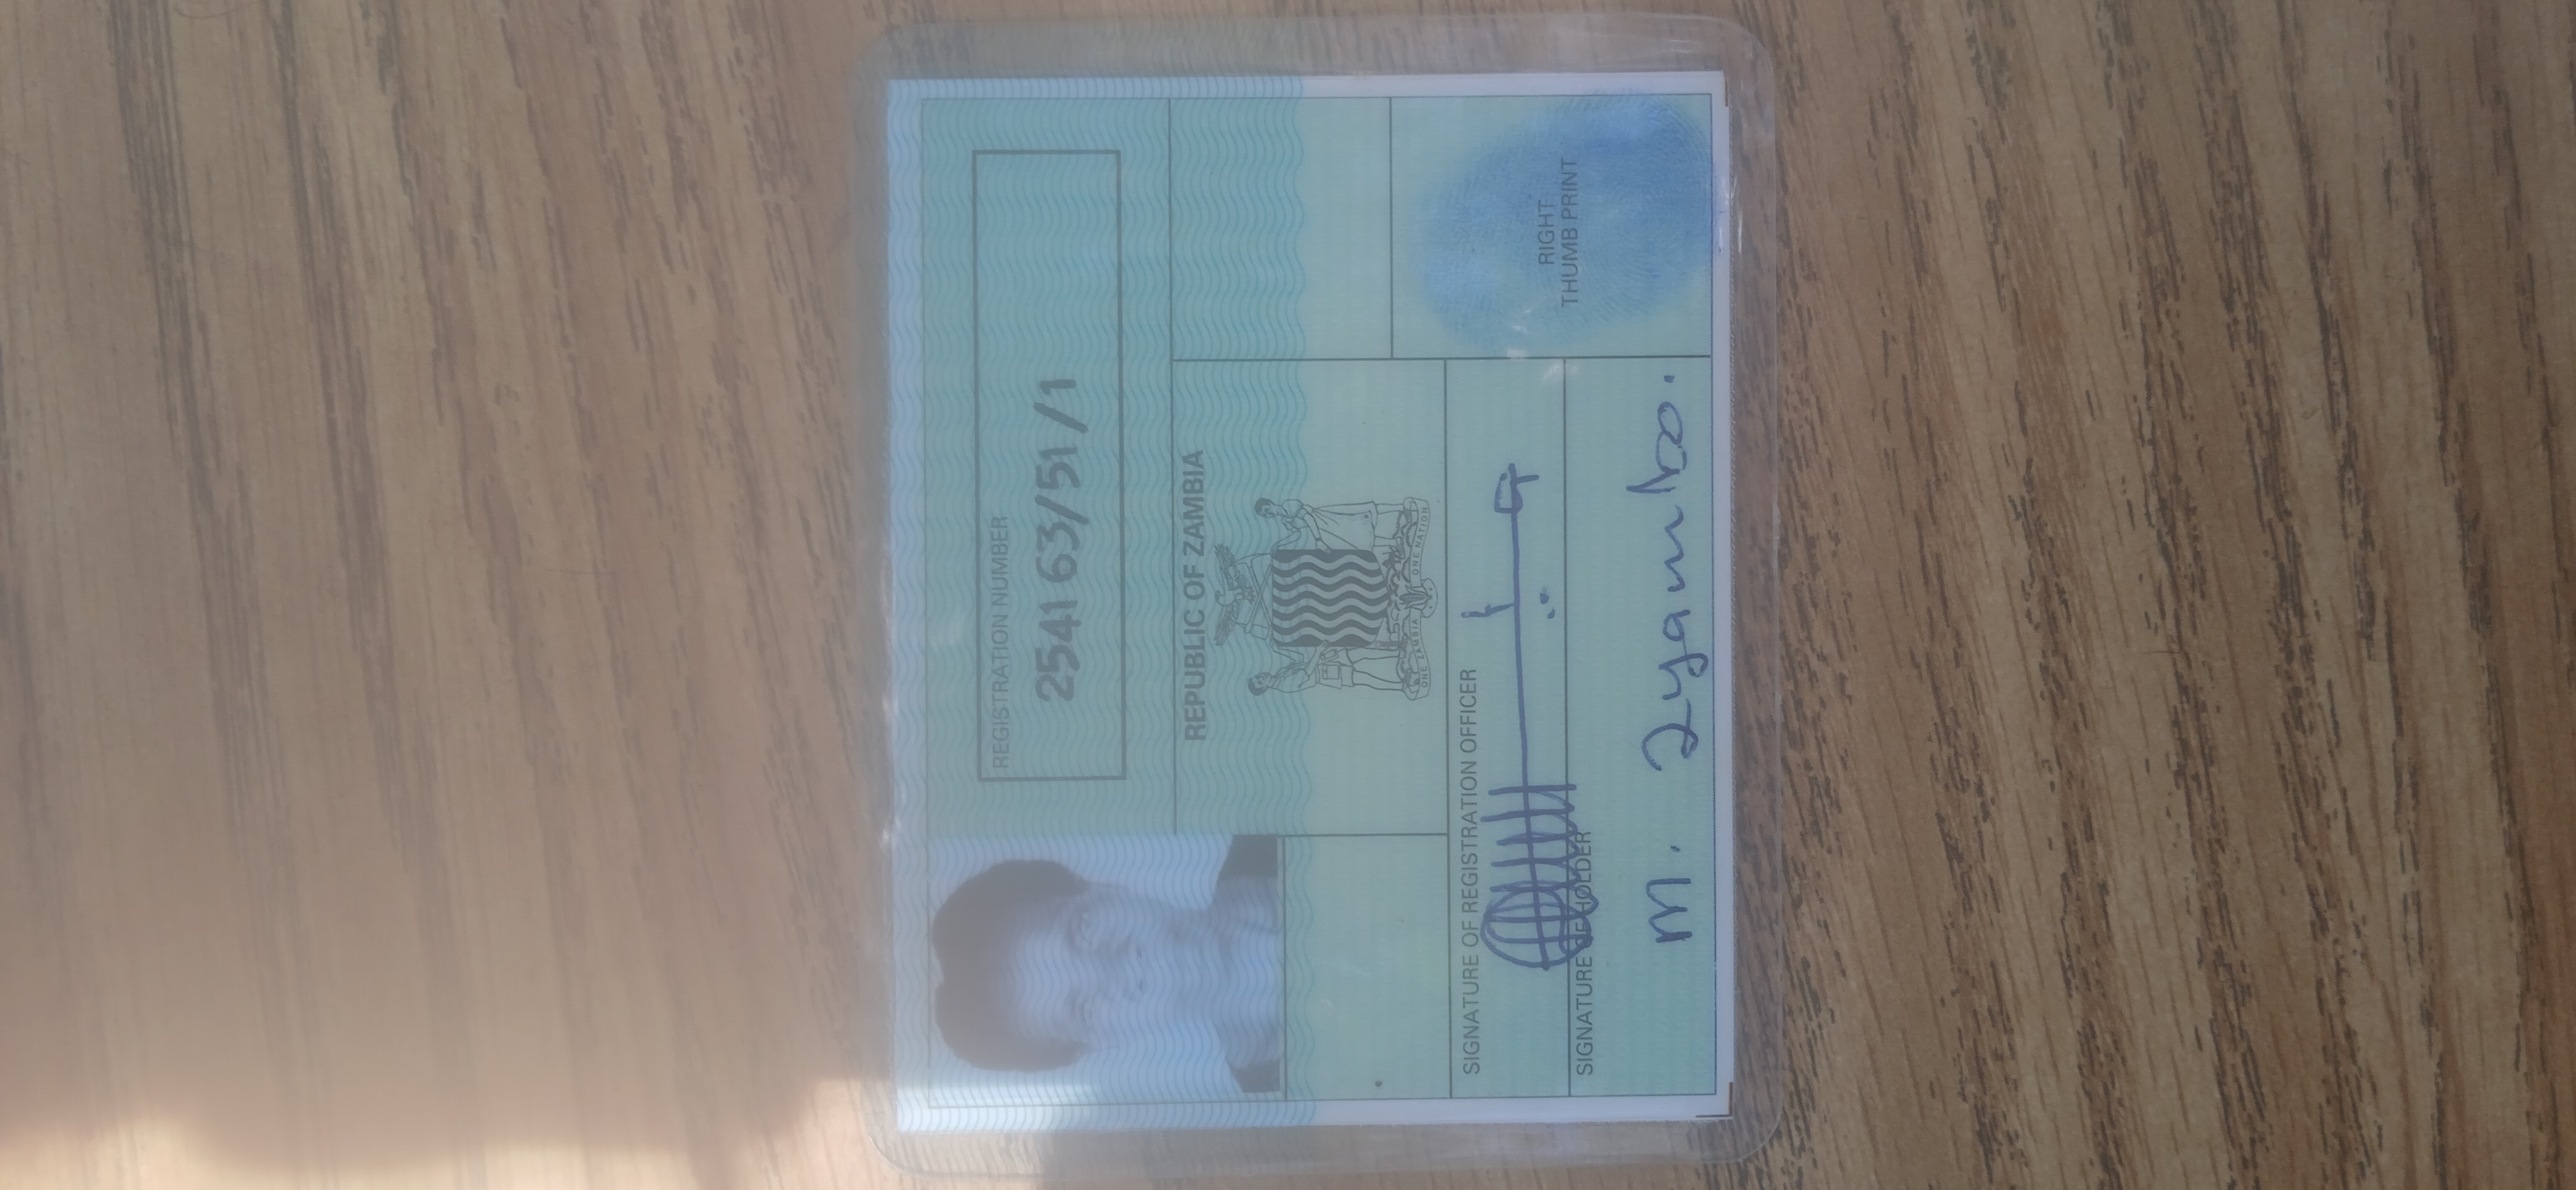 REGISTRATION NUMBER
254163/51/1
REPUBLIC OF ZAMBIA
ONE ZAMBIA ONE NATION
SIGNATURE OF REGISTRATION OFFICER
SIGNATURE OF HOLDER
m. zyambo.
RIGHT
THUMB PRINT